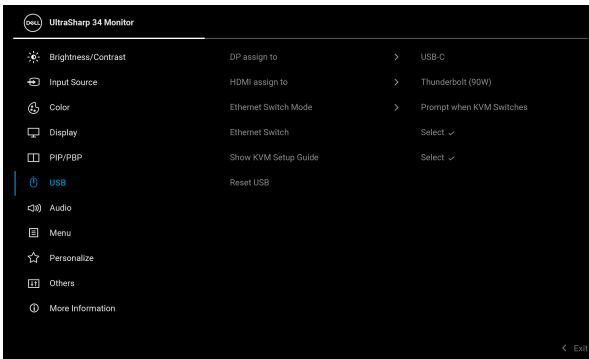 DELL UltraSharp 34 Monitor
Brightness/Contrast DP assign to > USB-C
Input Source HDMI assign to > Thunderbolt (90W)
Color Ethernet Switch Mode > Prompt when KVM Switches
Display Ethernet Switch Select ✓
PIP/PBP Show KVM Setup Guide Select ✓
USB Reset USB
Audio
Menu
Personalize
Others
More Information
< Exit